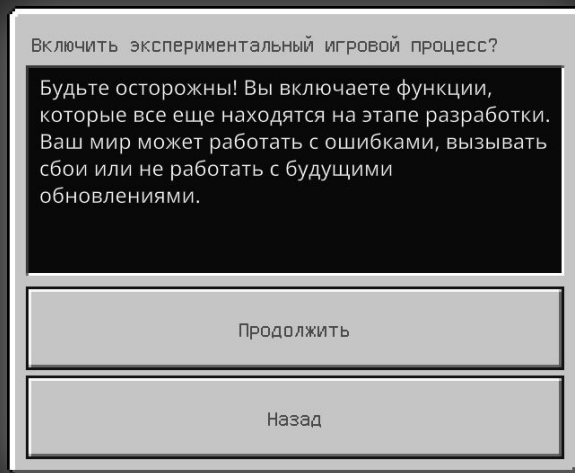 Включить экспериментальный игровой процесс?
Будьте осторожны! Вы включаете функции,
которые все еще находятся на этапе разработки.
Ваш мир может работать с ошибками, вызывать
сбои или не работать с будущими
обновлениями.
Продолжить
Назад